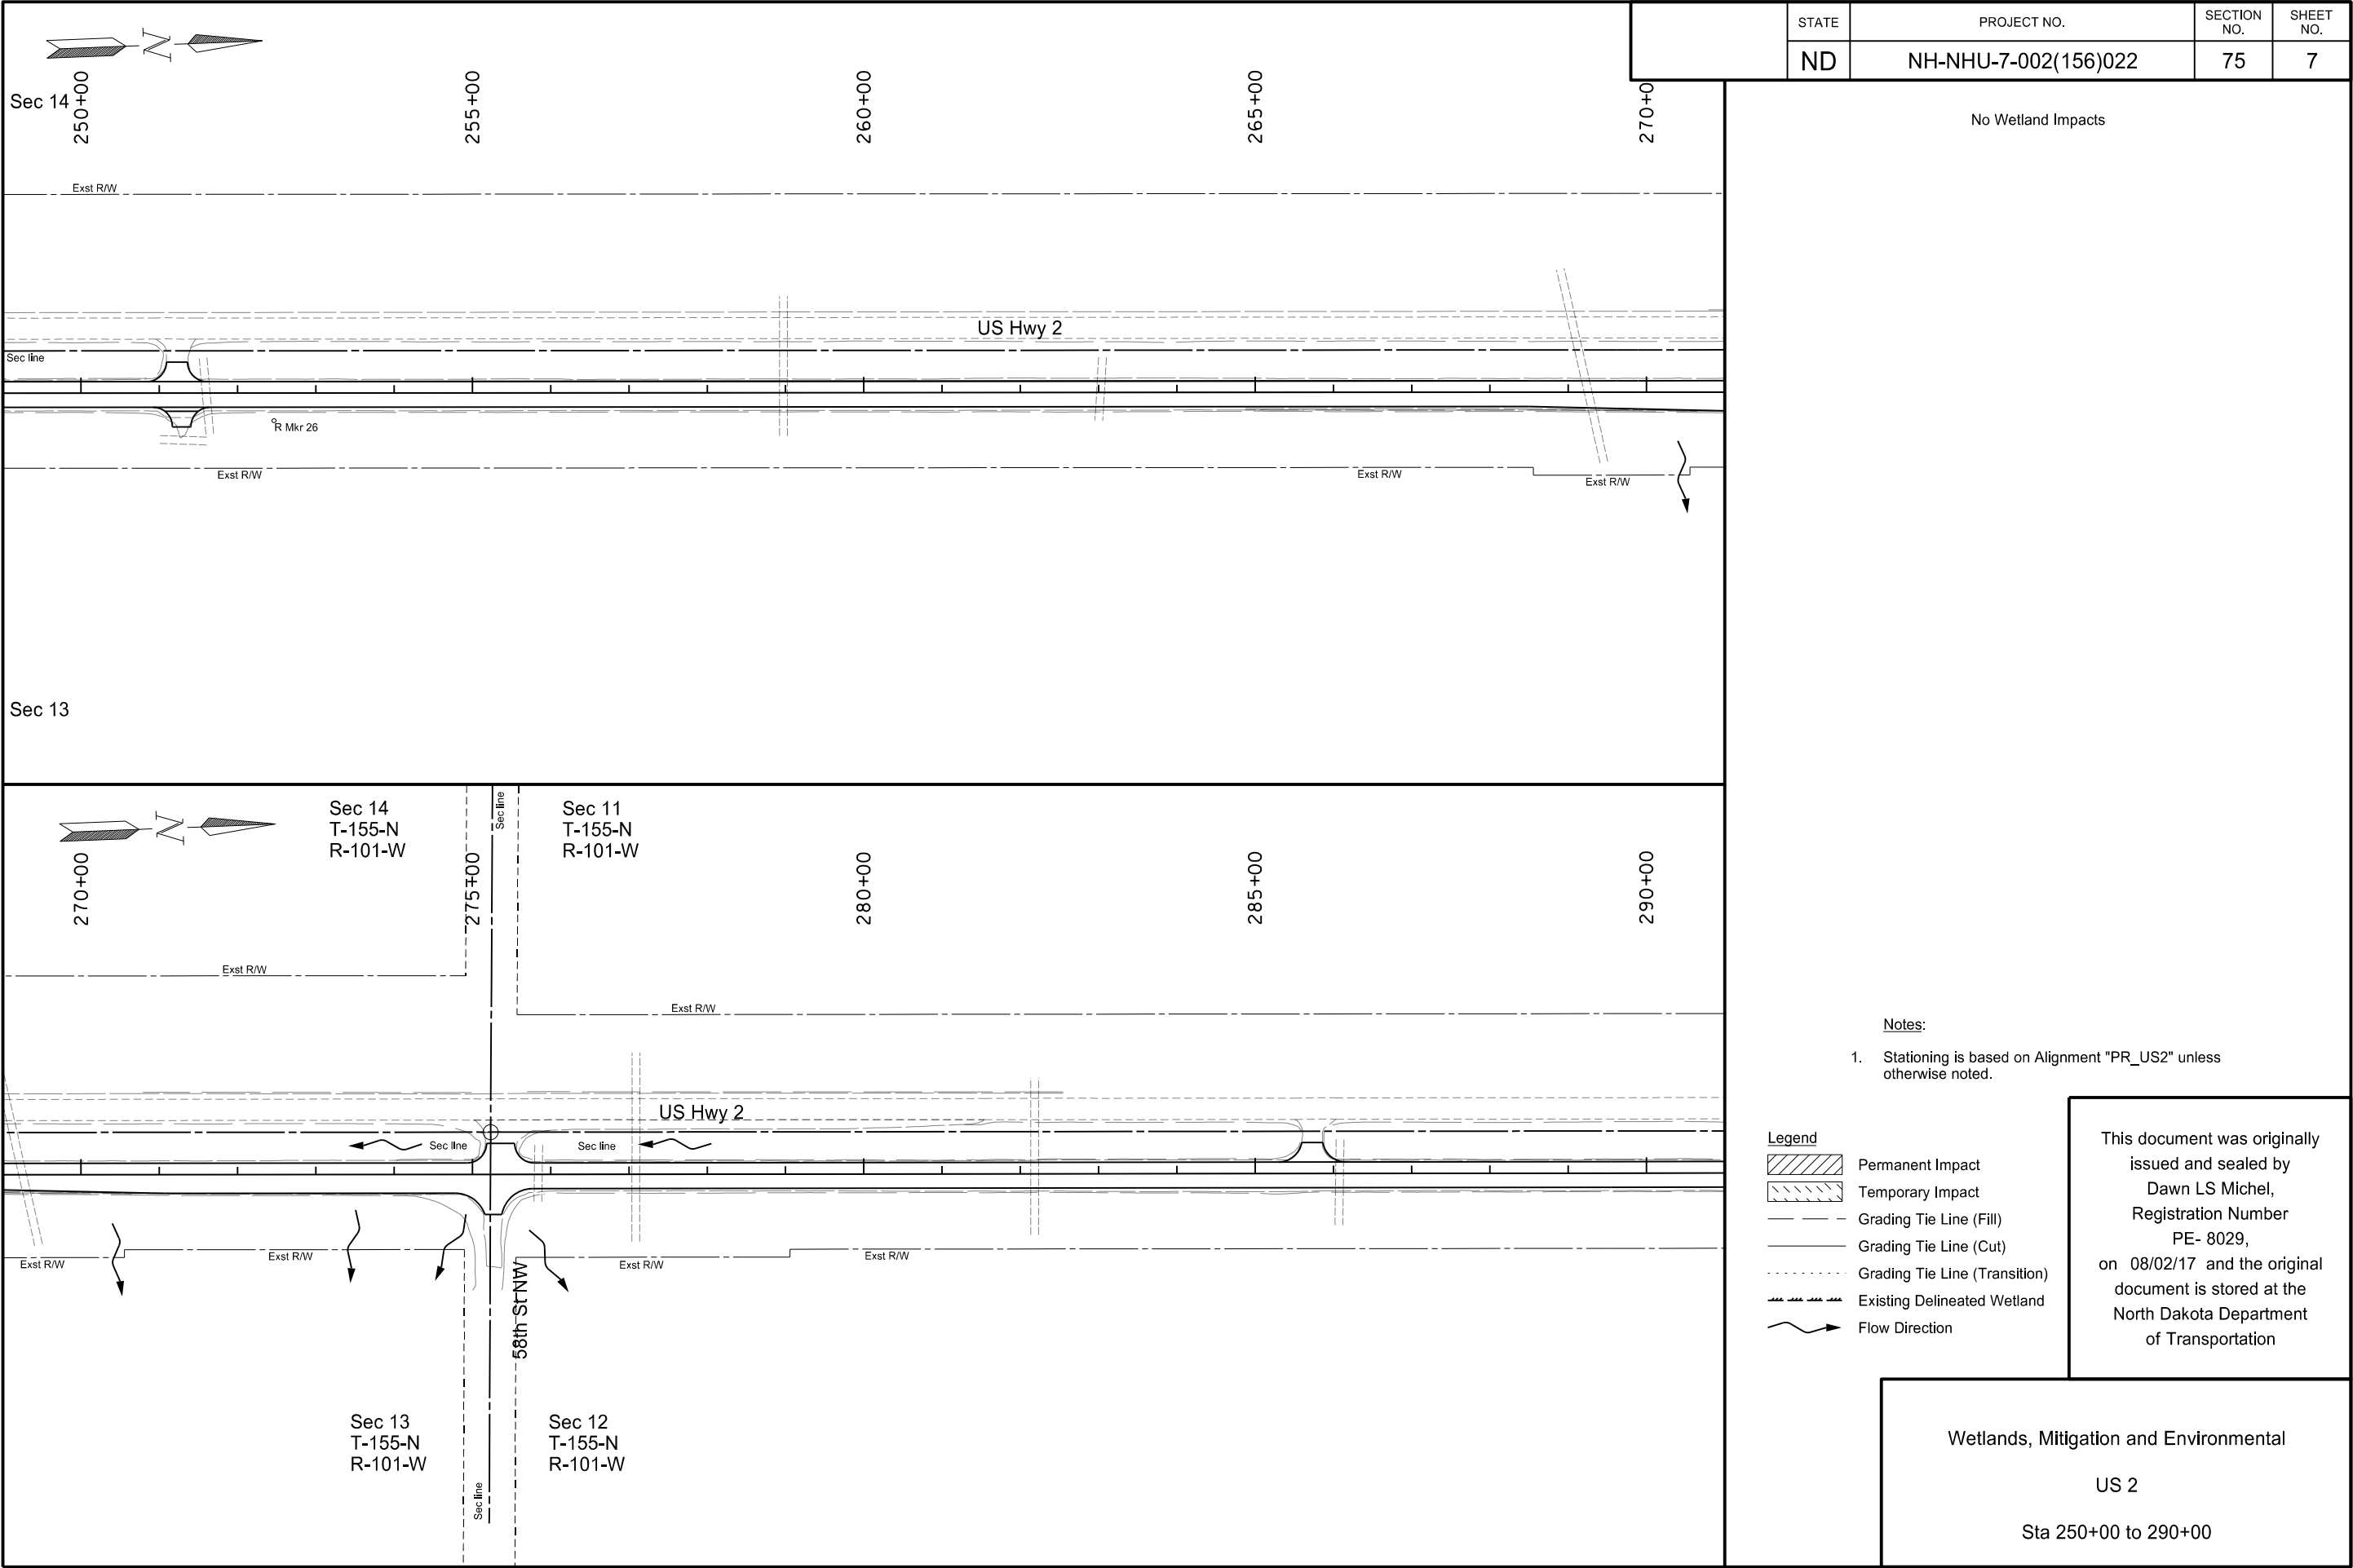 STATE
PROJECT NO.
SECTION NO.
SHEET NO.
ND
NH-NHU-7-002(156)022
75
7
N
Sec 14
250+00
255+00
260+00
265+00
270+0
No Wetland Impacts
Exst R/W
US Hwy 2
Sec line
R Mkr 26
Exst R/W
Exst R/W
Exst R/W
Sec 13
N
Sec 14
T-155-N
R-101-W
Sec line
Sec 11
T-155-N
R-101-W
270+00
275+00
280+00
285+00
290+00
Exst R/W
Exst R/W
US Hwy 2
Sec line
Sec line
Exst R/W
Exst R/W
Exst R/W
Exst R/W
58th St NW
Sec 13
T-155-N
R-101-W
Sec 12
T-155-N
R-101-W
Sec line
Notes:
1. Stationing is based on Alignment "PR_US2" unless
otherwise noted.
Legend
Permanent Impact
Temporary Impact
Grading Tie Line (Fill)
Grading Tie Line (Cut)
Grading Tie Line (Transition)
Existing Delineated Wetland
Flow Direction
This document was originally
issued and sealed by
Dawn LS Michel,
Registration Number
PE- 8029,
on 08/02/17 and the original
document is stored at the
North Dakota Department
of Transportation
Wetlands, Mitigation and Environmental
US 2
Sta 250+00 to 290+00